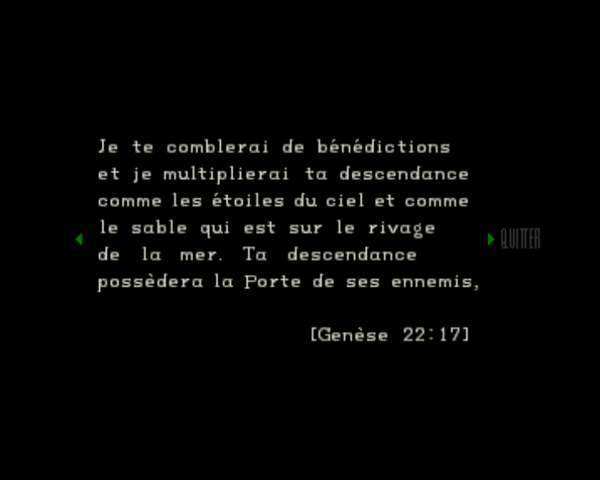 Je te comblerai de bénédictions
et je multiplierai ta descendance
comme les étoiles du ciel et comme
le sable qui est sur le rivage
de la mer. Ta descendance
possèdera la Porte de ses ennemis,
QUITTER
[Genèse 22:17]